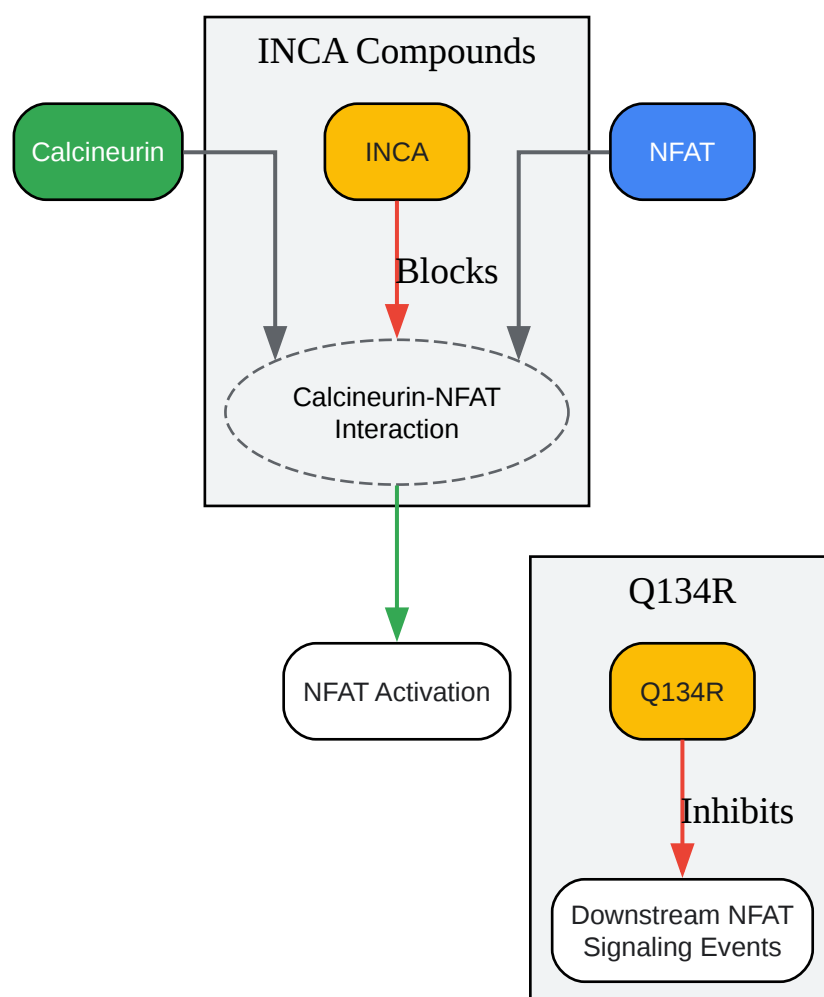 INCA Compounds
Calcineurin
INCA
NFAT
Blocks
Calcineurin-NFAT
Interaction
NFAT Activation
Q134R
Q134R
Inhibits
Downstream NFAT
Signaling Events